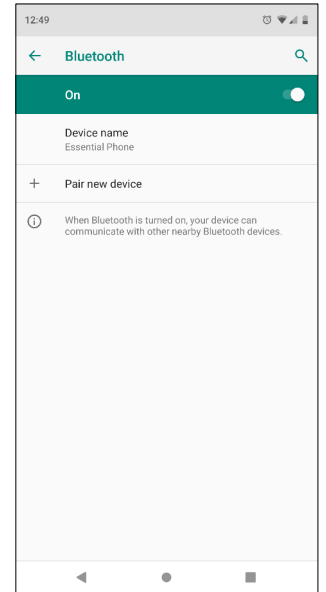 12:49
Bluetooth
On
Device name
Essential Phone
Pair new device
When Bluetooth is turned on, your device can
communicate with other nearby Bluetooth devices.